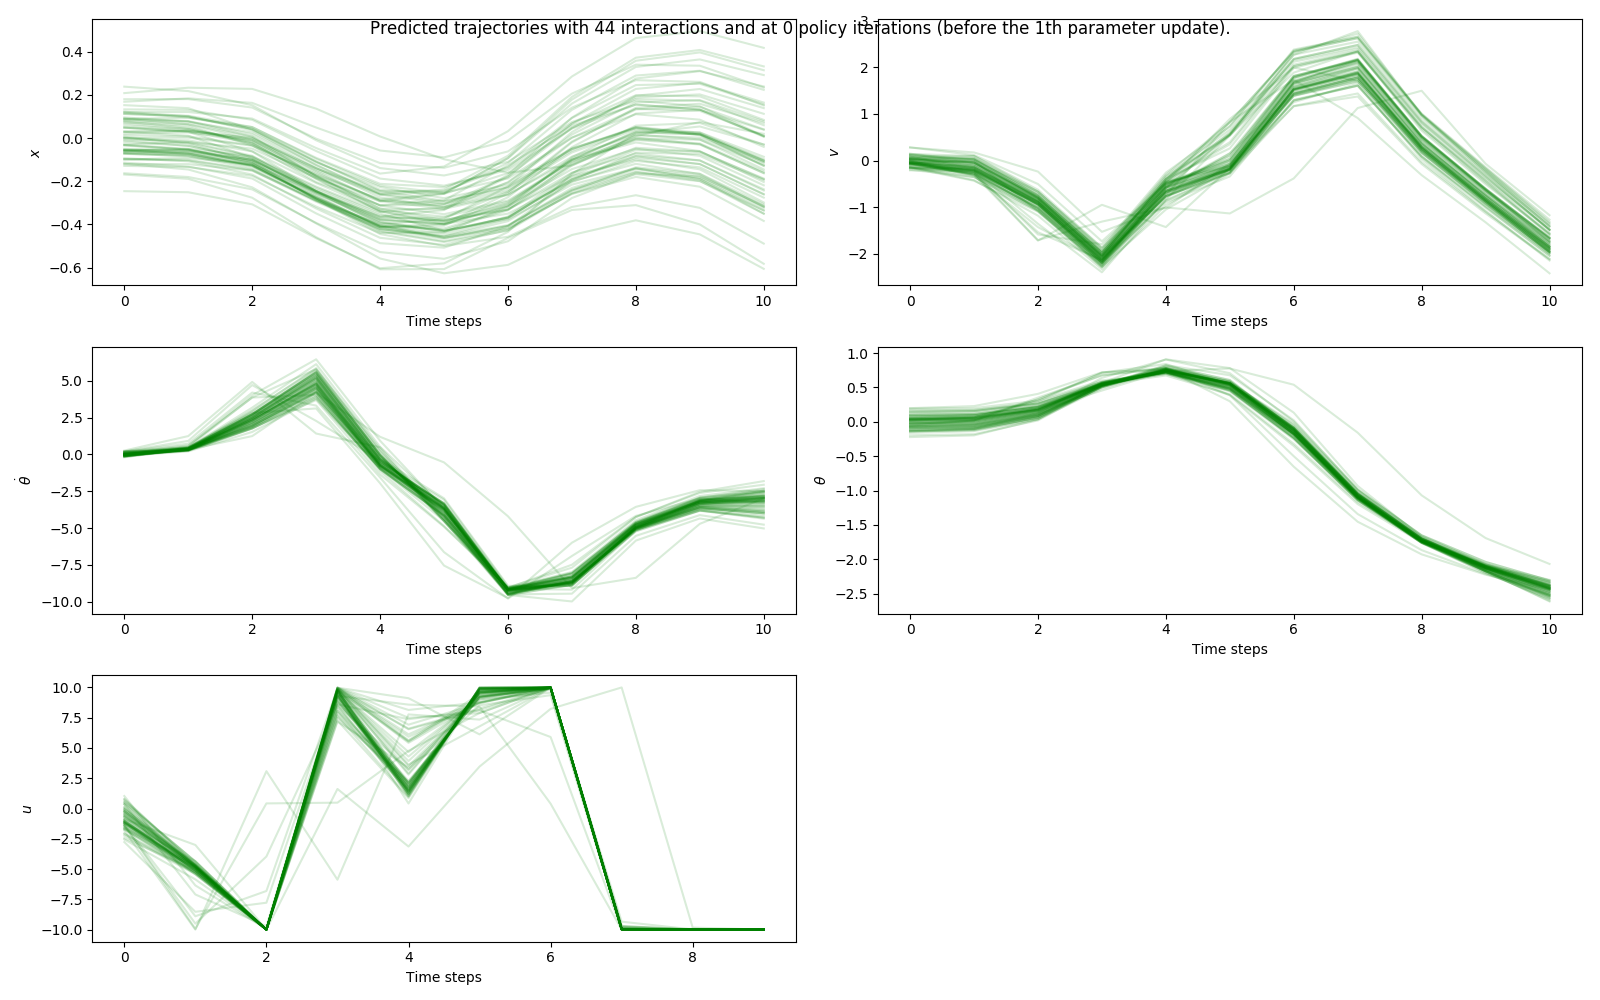 Predicted trajectories with 44 interactions and at 0 policy iterations (before the 1th parameter update).
0.4
0.2
0.0
−0.2
−0.4
−0.6
x
0 2 4 6 8 10
Time steps
3
2
1
0
−1
−2
v
0 2 4 6 8 10
Time steps
5.0
2.5
0.0
−2.5
−5.0
−7.5
−10.0
θ̇
0 2 4 6 8 10
Time steps
1.0
0.5
0.0
−0.5
−1.0
−1.5
−2.0
−2.5
θ
0 2 4 6 8 10
Time steps
10.0
7.5
5.0
2.5
0.0
−2.5
−5.0
−7.5
−10.0
u
0 2 4 6 8
Time steps